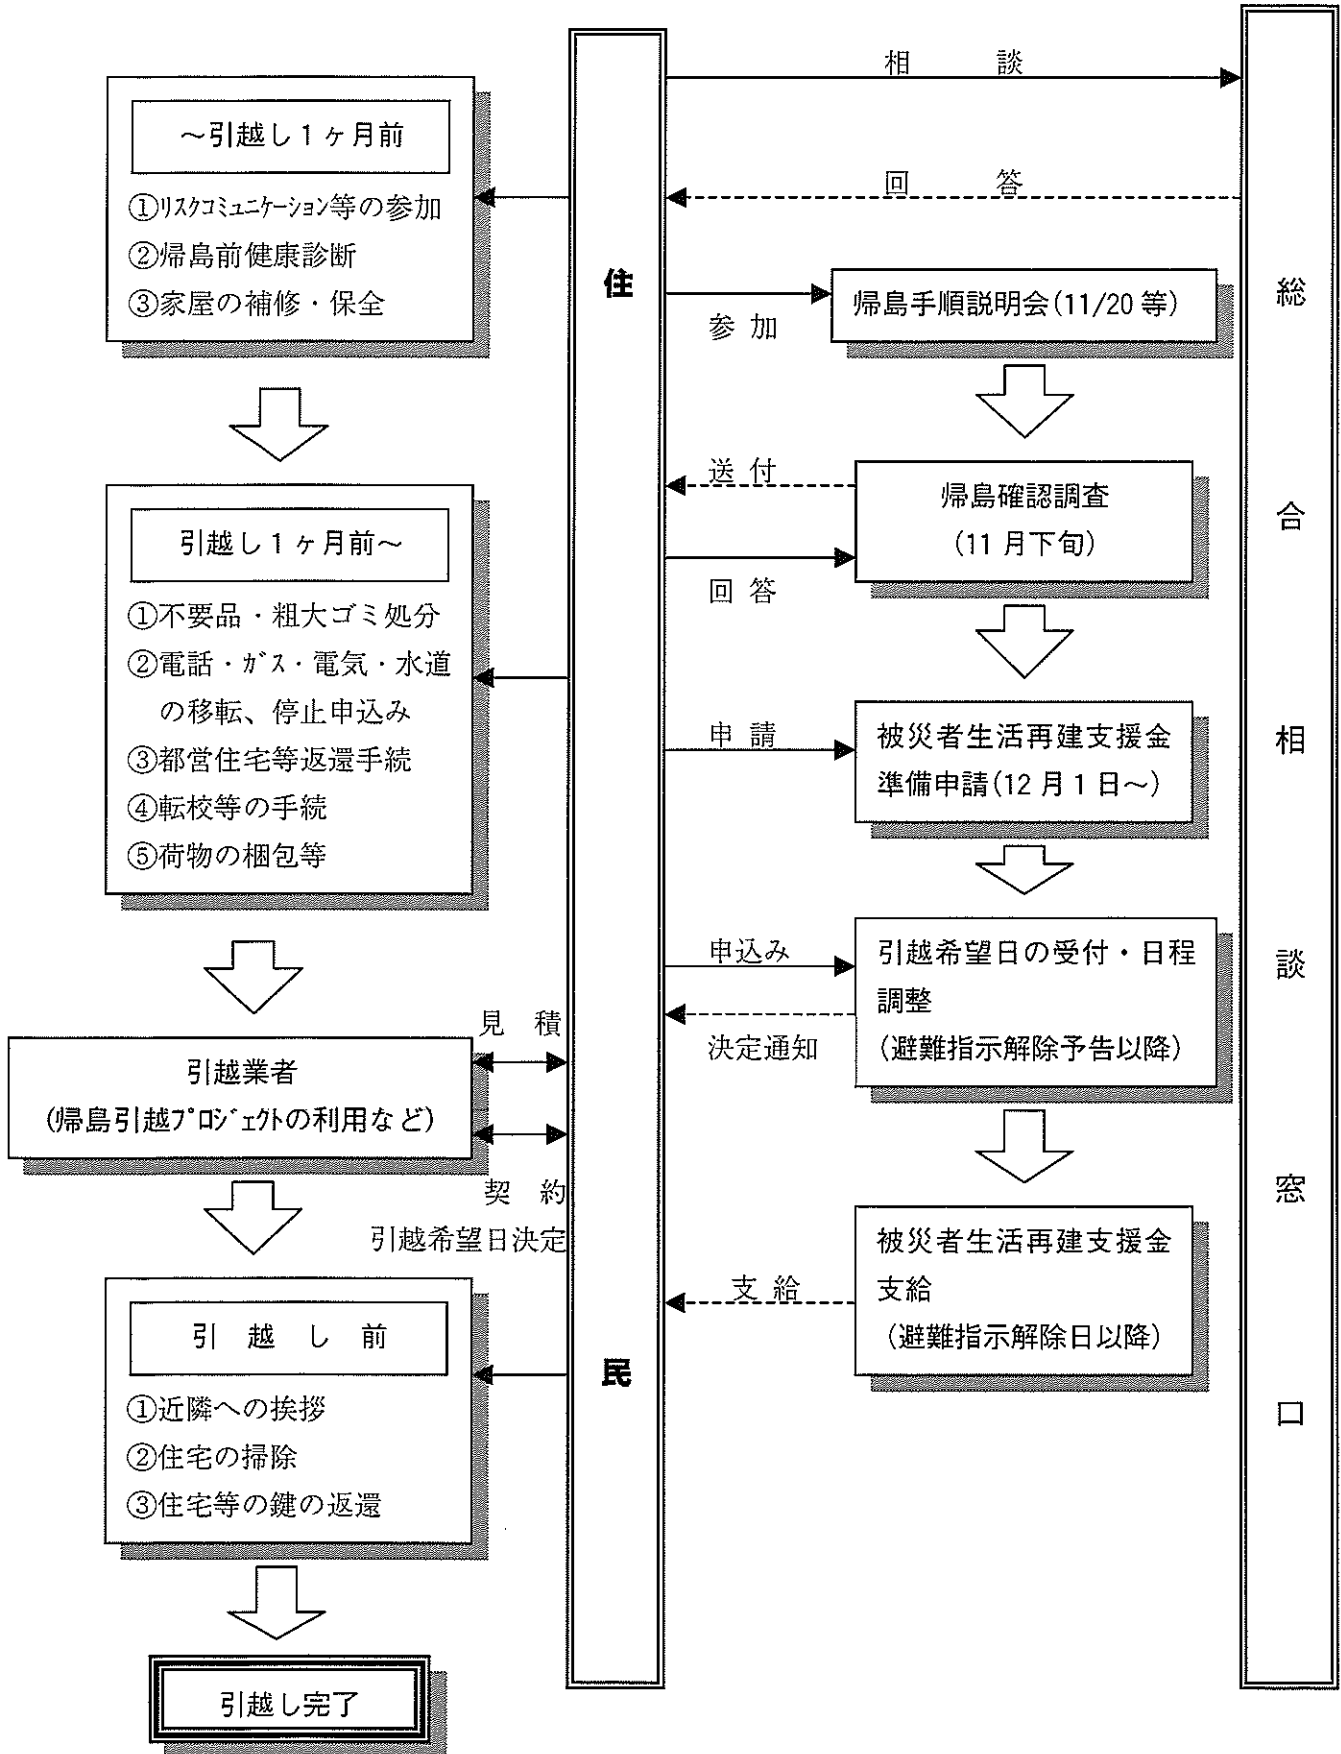 ～引越し1ヶ月前
①ﾘｽｸｺﾐｭﾆｹｰｼｮﾝ等の参加
②帰島前健康診断
③家屋の補修・保全
引越し1ヶ月前～
①不要品・粗大ゴミ処分
②電話・ｶﾞｽ・電気・水道
の移転、停止申込み
③都営住宅等返還手続
④転校等の手続
⑤荷物の梱包等
見積
引越業者
(帰島引越ﾌﾟﾛｼﾞｪｸﾄの利用など)
契約
引越希望日決定
引越し前
①近隣への挨拶
②住宅の掃除
③住宅等の鍵の返還
引越し完了
住民
相談
回答
帰島手順説明会(11/20等)
参加
送付
帰島確認調査
(11月下旬)
回答
申請
被災者生活再建支援金
準備申請(12月1日～)
申込み
引越希望日の受付・日程
調整
決定通知
(避難指示解除予告以降)
被災者生活再建支援金
支給
支給
(避難指示解除日以降)
総合相談窓口